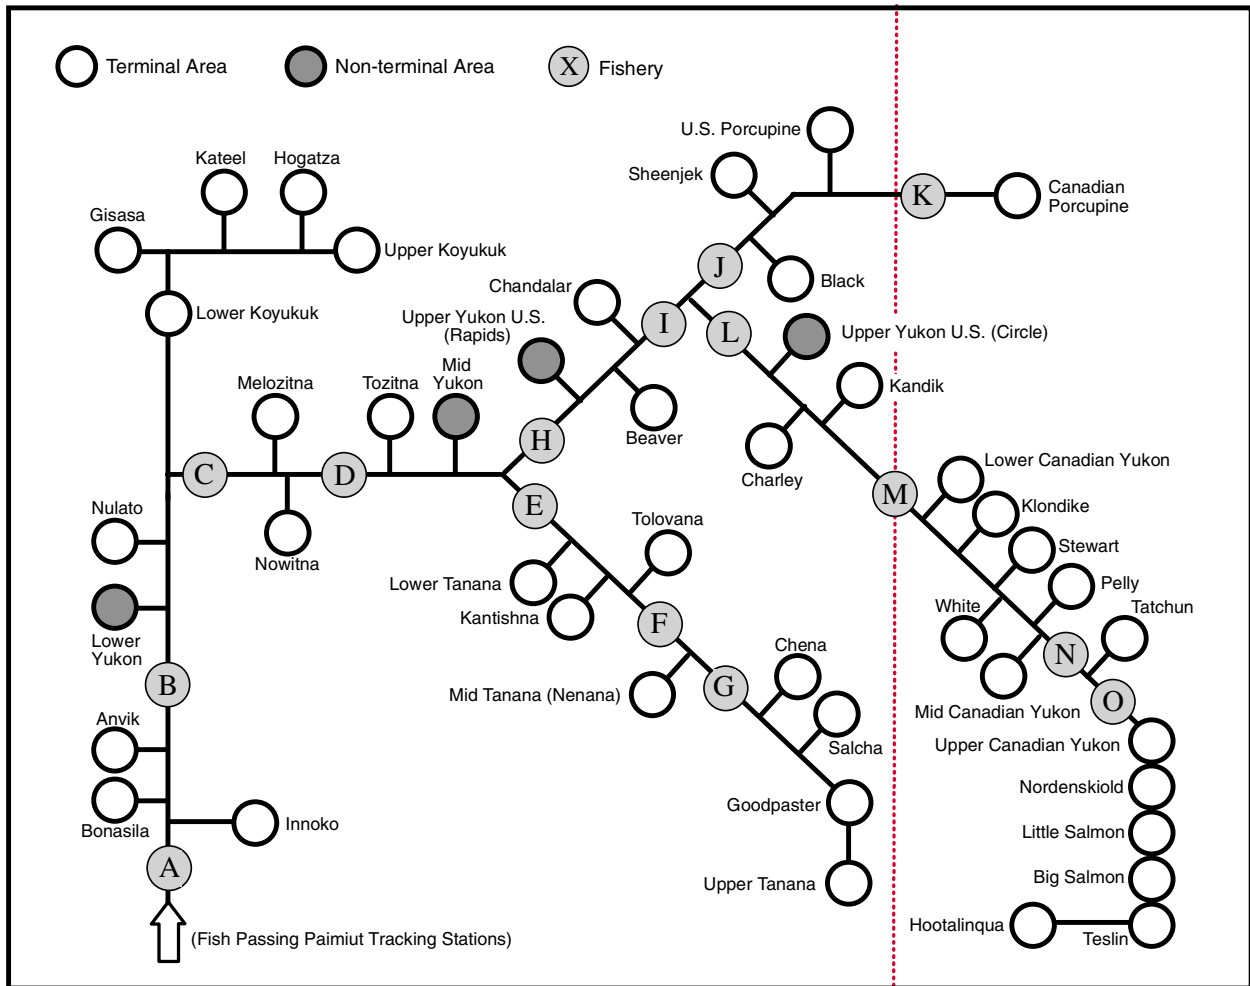 Terminal Area
Non-terminal Area
X Fishery
U.S. Porcupine
Kateel
Hogatza
Sheenjek
K
Canadian
Porcupine
Gisasa
Upper Koyukuk
J
Black
Chandalar
Lower Koyukuk
Upper Yukon U.S.
(Rapids)
I
L
Upper Yukon U.S. (Circle)
Mid
Yukon
Melozitna
Tozitna
Kandik
H
Beaver
Charley
Lower Canadian Yukon
C
D
M
E
Klondike
Nulato
Tolovana
Stewart
Nowitna
Lower Tanana
Kantishna
Pelly
White
Tatchun
Lower
Yukon
F
Chena
N
B
Mid Tanana (Nenana)
G
Mid Canadian Yukon
O
Anvik
Salcha
Upper Canadian Yukon
Goodpaster
Nordenskiold
Bonasila
Innoko
Little Salmon
A
Upper Tanana
Big Salmon
Hootalinqua
Teslin
(Fish Passing Paimiut Tracking Stations)